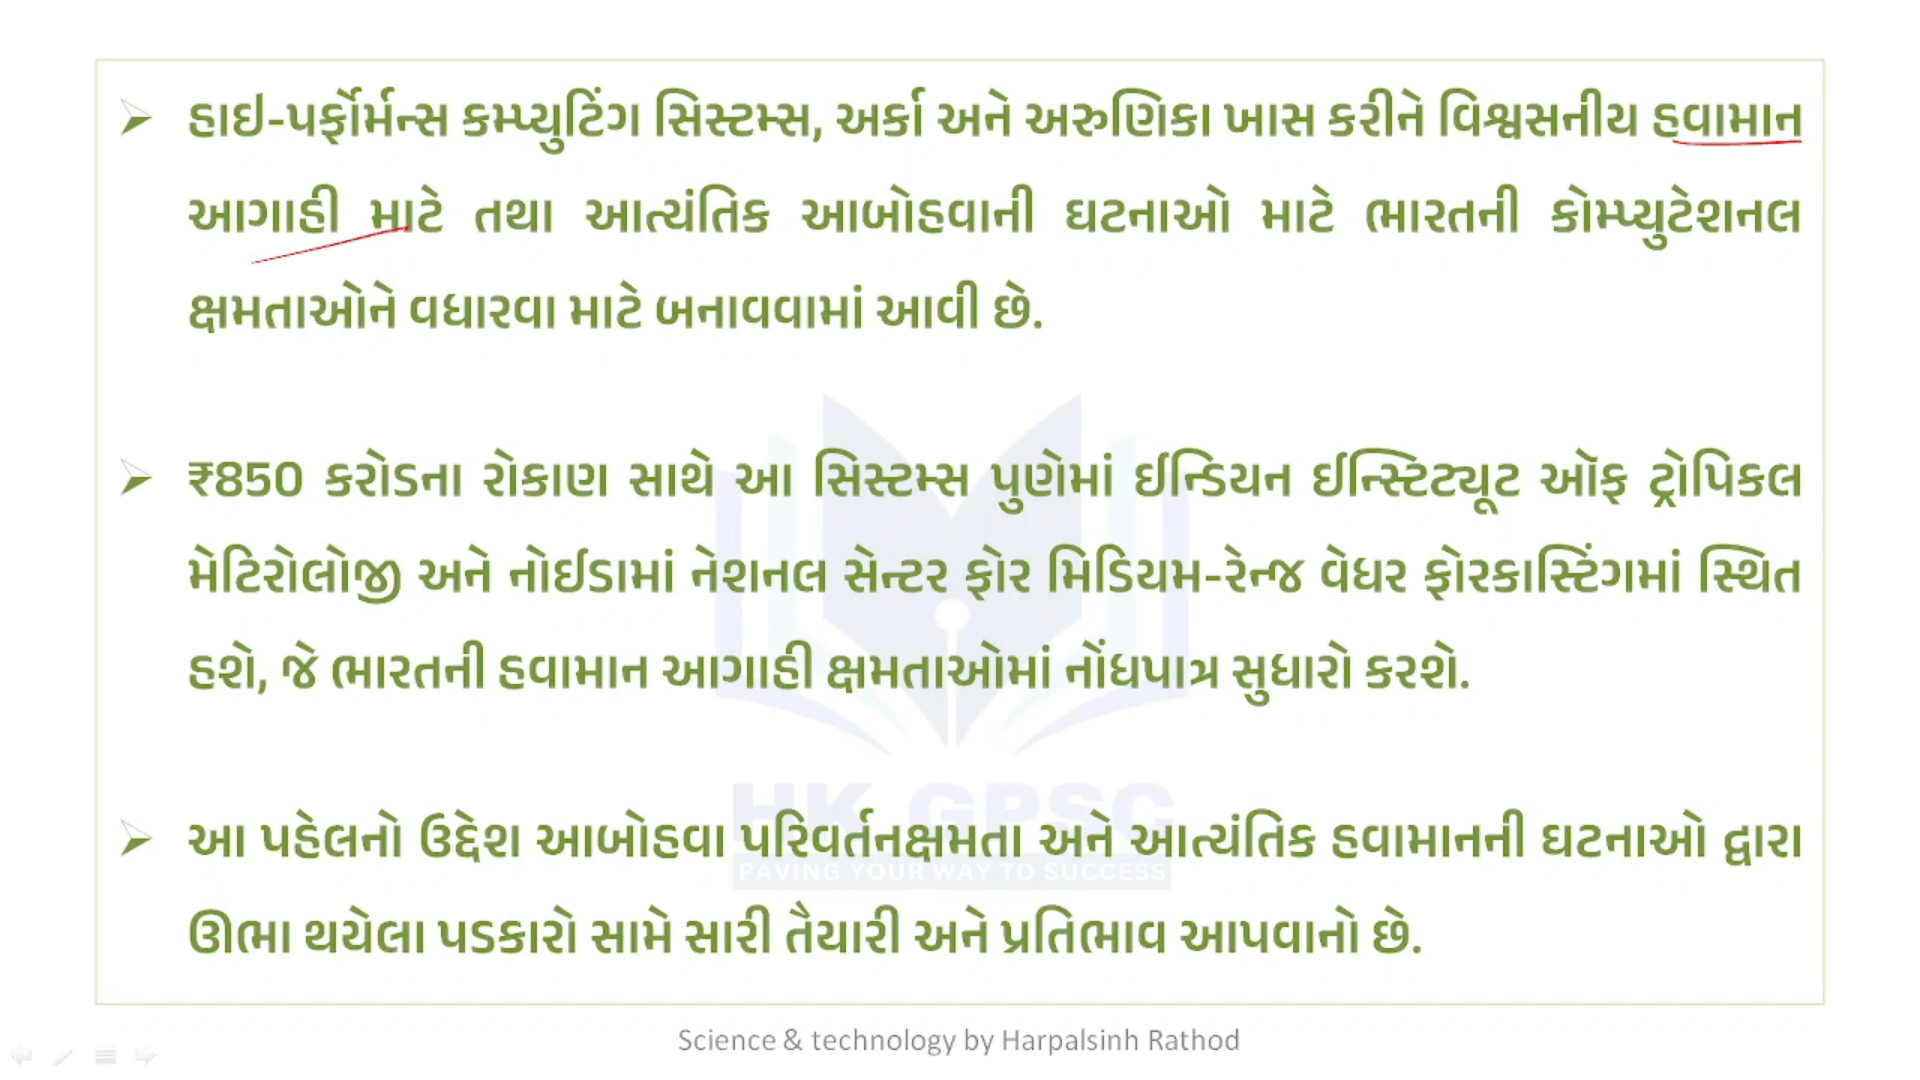 હાઇ-પર્ફોર્મન્સ કમ્પ્યુટિંગ સિસ્ટમ્સ, અર્કા અને અરુણિકા ખાસ કરીને વિશ્વસનીય હવામાન
આગાહી માટે તથા આત્યંતિક આબોહવાની ઘટનાઓ માટે ભારતની કોમ્પ્યુટેશનલ
ક્ષમતાઓને વધારવા માટે બનાવવામાં આવી છે.
₹850 કરોડના રોકાણ સાથે આ સિસ્ટમ્સ પુણેમાં ઈન્ડિયન ઈન્સ્ટિટ્યૂટ ઓફ ટ્રોપિકલ
મેટિરોલોજી અને નોઈડામાં નેશનલ સેન્ટર ફોર મિડિયમ-રેન્જ વેધર ફોરકાસ્ટિંગમાં સ્થિત
હશે, જે ભારતની હવામાન આગાહી ક્ષમતાઓમાં નોંધપાત્ર સુધારો કરશે.
આ પહેલનો ઉદ્દેશ આબોહવા પરિવર્તનક્ષમતા અને આત્યંતિક હવામાનની ઘટનાઓ દ્વારા
ઊભા થયેલા પડકારો સામે સારી તૈયારી અને પ્રતિભાવ આપવાનો છે.
HK GPSC
PAVING YOUR WAY TO SUCCESS
Science & technology by Harpalsinh Rathod